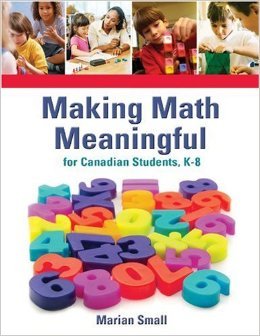 Making Math
Meaningful
for Canadian Students, K-8
Marian Small